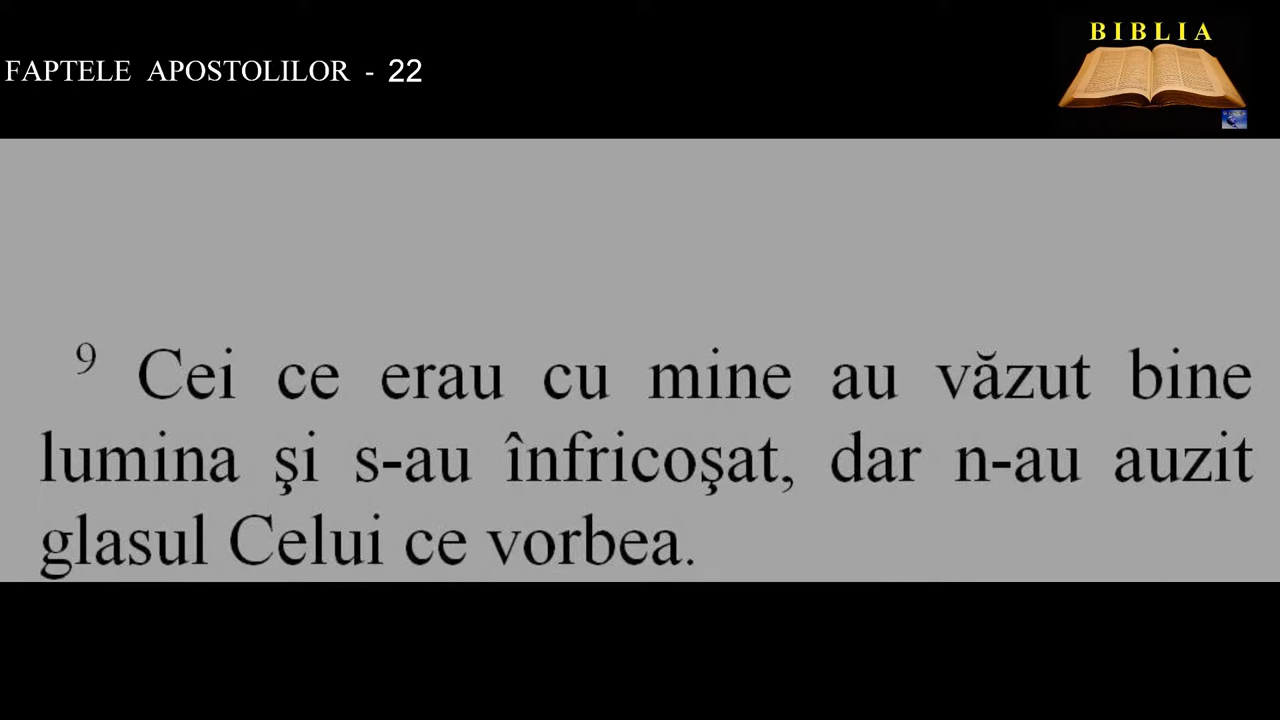 BIBLIA
FAPTELE APOSTOLILOR - 22
9 Cei ce erau cu mine au văzut bine
lumina şi s-au înfricoşat, dar n-au auzit
glasul Celui ce vorbea.